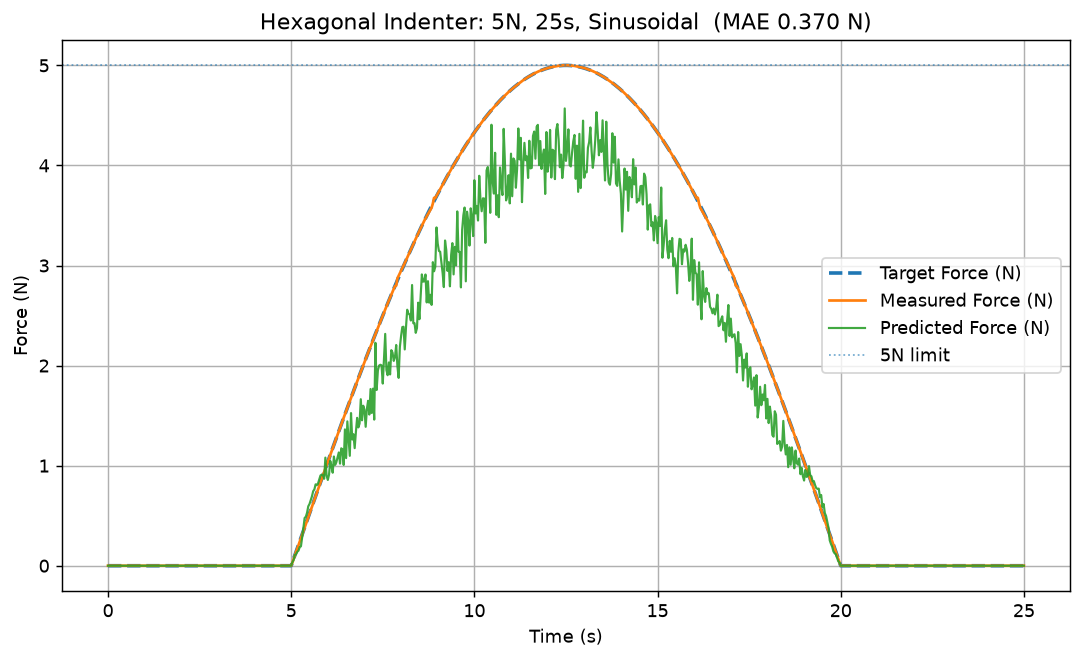 Hexagonal Indenter: 5N, 25s, Sinusoidal  (MAE 0.370 N)
5
4
3
2
1
0
Force (N)
Target Force (N)
Measured Force (N)
Predicted Force (N)
5N limit
0 5 10 15 20 25
Time (s)